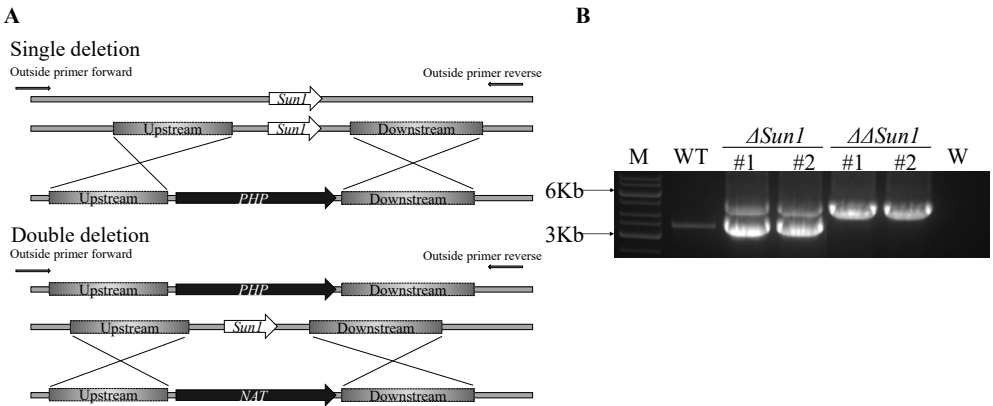 A
Single deletion
Outside primer forward
Outside primer reverse
Sun1
Upstream
Sun1
Downstream
Upstream
PHP
Downstream
Double deletion
Outside primer forward
Outside primer reverse
Upstream
PHP
Downstream
Upstream
Sun1
Downstream
Upstream
NAT
Downstream
B
ΔSun1 ΔΔSun1
M WT #1 #2 #1 #2 W
6Kb
3Kb